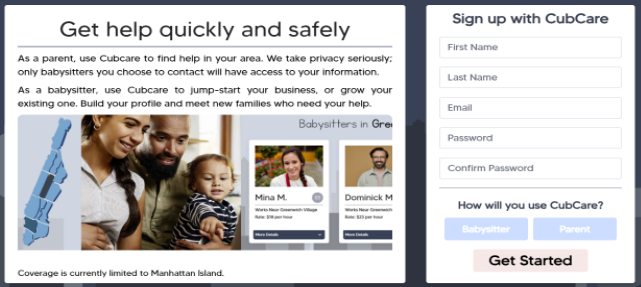 Get help quickly and safely
As a parent, use Cubcare to find help in your area. We take privacy seriously;
only babysitters you choose to contact will have access to your information.
As a babysitter, use Cubcare to jump-start your business, or grow your
existing one. Build your profile and meet new families who need your help.
Babysitters in Gree
Mina M.
Works Near Greenwich Village
Rate: $18 per hour
More Details
Dominick M
Works Near Greenwich
Rate: $23 per hour
More Details
Coverage is currently limited to Manhattan Island.
Sign up with CubCare
First Name
Last Name
Email
Password
Confirm Password
How will you use CubCare?
Babysitter
Parent
Get Started